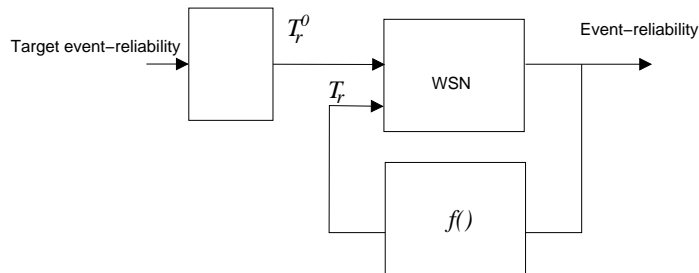 Target event−reliability
T_r^0
Event−reliability
WSN
T_r
f()